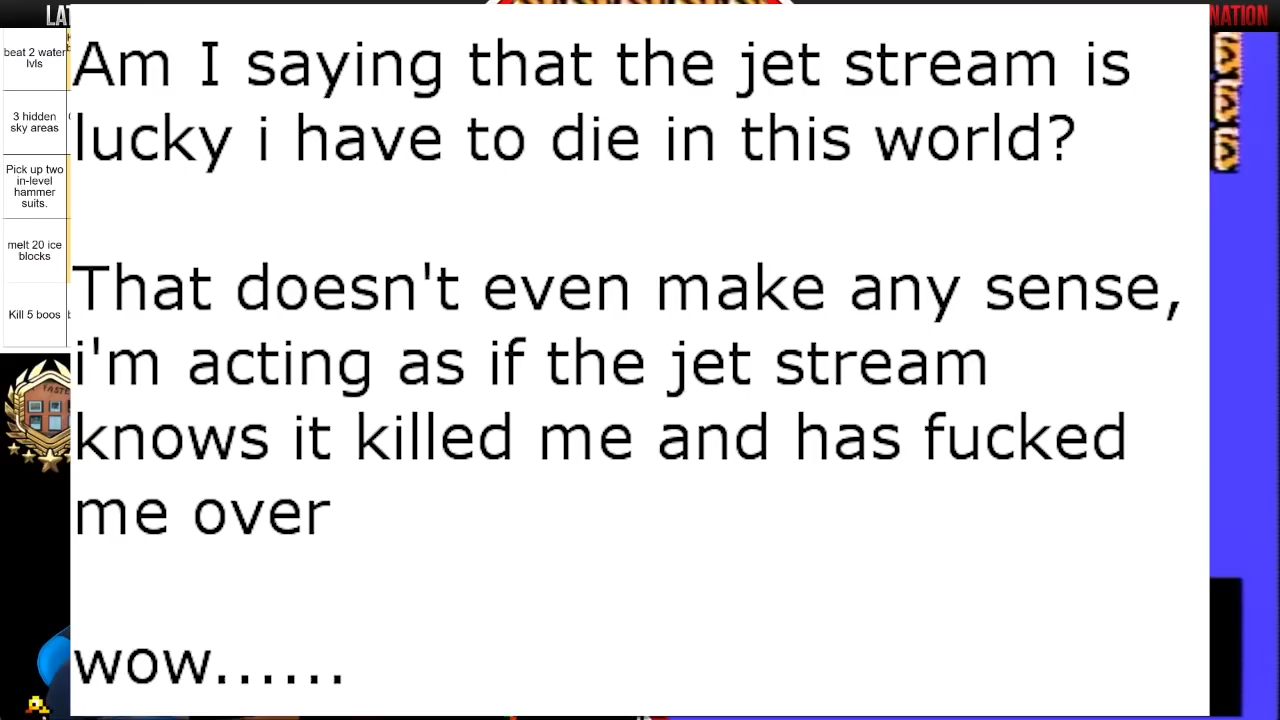 LAT
NATION
beat 2 water
lvls
3 hidden
sky areas
Pick up two
in-level
hammer
suits.
melt 20 ice
blocks
Kill 5 boos
Am I saying that the jet stream is
lucky i have to die in this world?
That doesn't even make any sense,
i'm acting as if the jet stream
knows it killed me and has fucked
me over
wow......